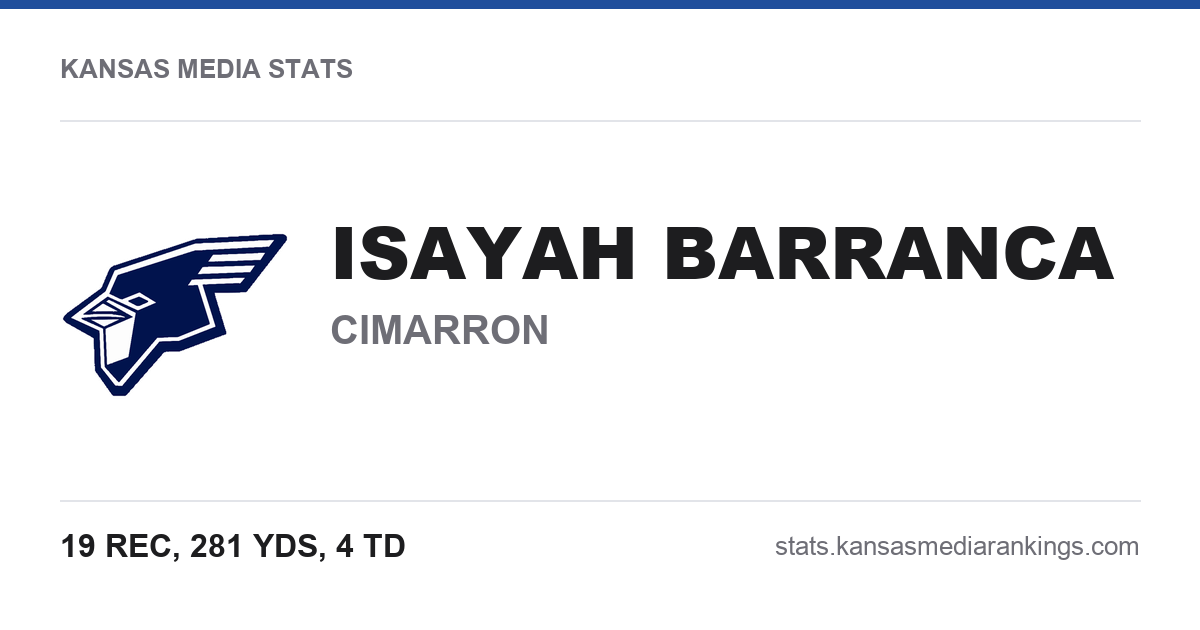 KANSAS MEDIA STATS
ISAYAH BARRANCA
CIMARRON
19 REC, 281 YDS, 4 TD
stats.kansasmediarankings.com